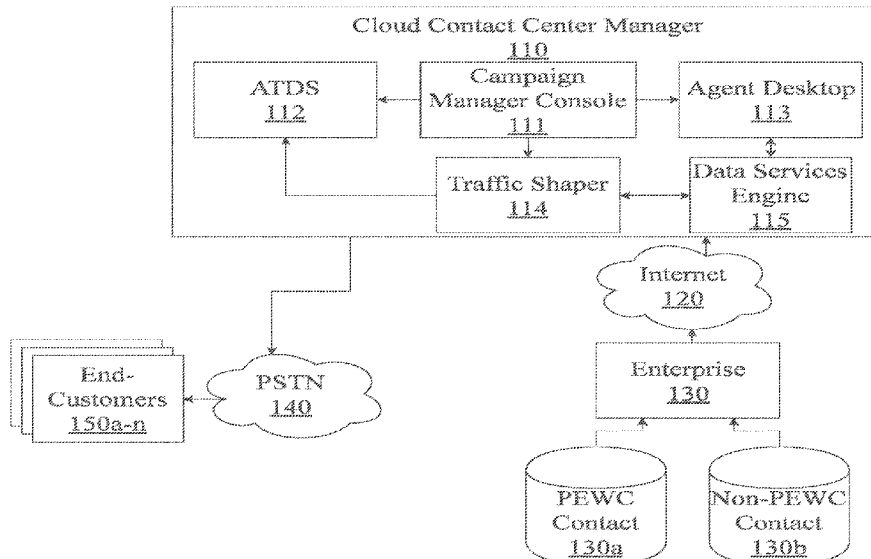 Cloud Contact Center Manager
110
ATDS
112
Campaign
Manager Console
111
Agent Desktop
113
Traffic Shaper
114
Data Services
Engine
115
Internet
120
End-
Customers
150a-n
PSTN
140
Enterprise
130
PEWC
Contact
130a
Non-PEWC
Contact
130b